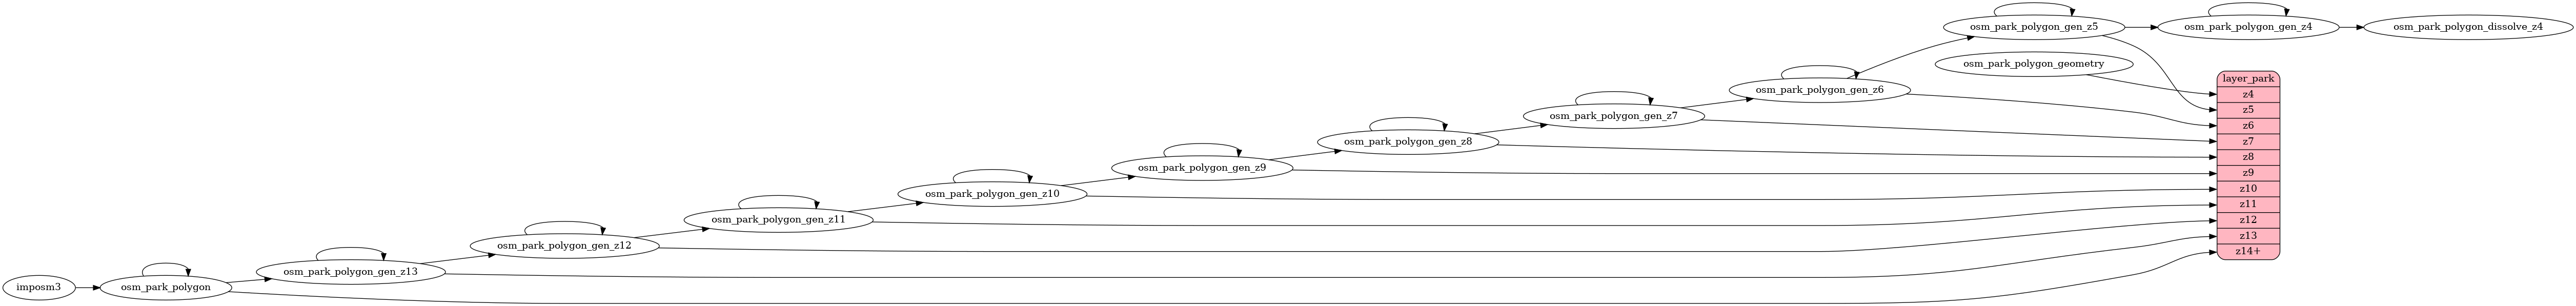 osm_park_polygon_gen_z5
osm_park_polygon_gen_z4
osm_park_polygon_dissolve_z4
osm_park_polygon_geometry
layer_park
osm_park_polygon_gen_z6
z4
z5
osm_park_polygon_gen_z7
z6
osm_park_polygon_gen_z8
z7
z8
osm_park_polygon_gen_z9
z9
osm_park_polygon_gen_z10
z10
z11
osm_park_polygon_gen_z11
z12
osm_park_polygon_gen_z12
z13
z14+
osm_park_polygon_gen_z13
imposm3
osm_park_polygon